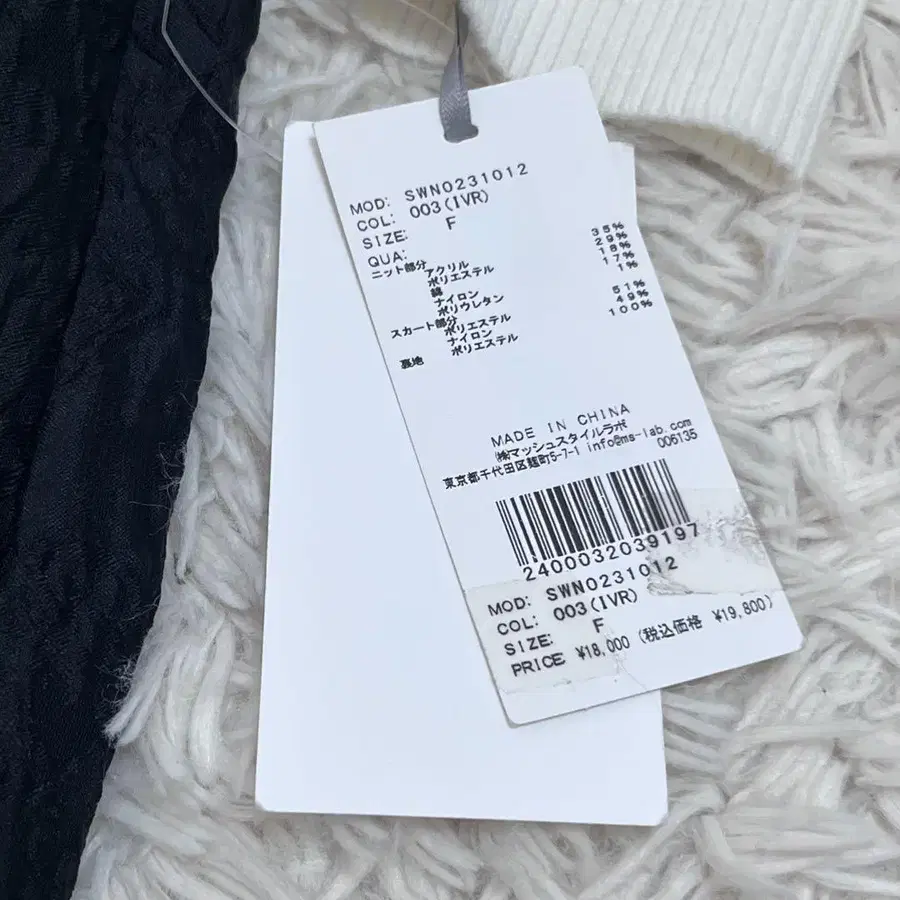 MOD: SWN0231012
COL: 003(IVR)
SIZE: F
QUA:
ニット部分
アクリル 35%
ポリエステル 29%
綿 18%
ナイロン 17%
ポリウレタン 1%
スカート部分
ポリエステル 51%
ナイロン 49%
裏地 ポリエステル 100%
MADE IN CHINA
㈱マッシュスタイルラボ
東京都千代田区麹町5-7-1 info@ms-lab.com
006135
2400032039197
MOD: SWN0231012
COL: 003(IVR)
SIZE: F
PRICE ¥18,000 (税込価格 ¥19,800)